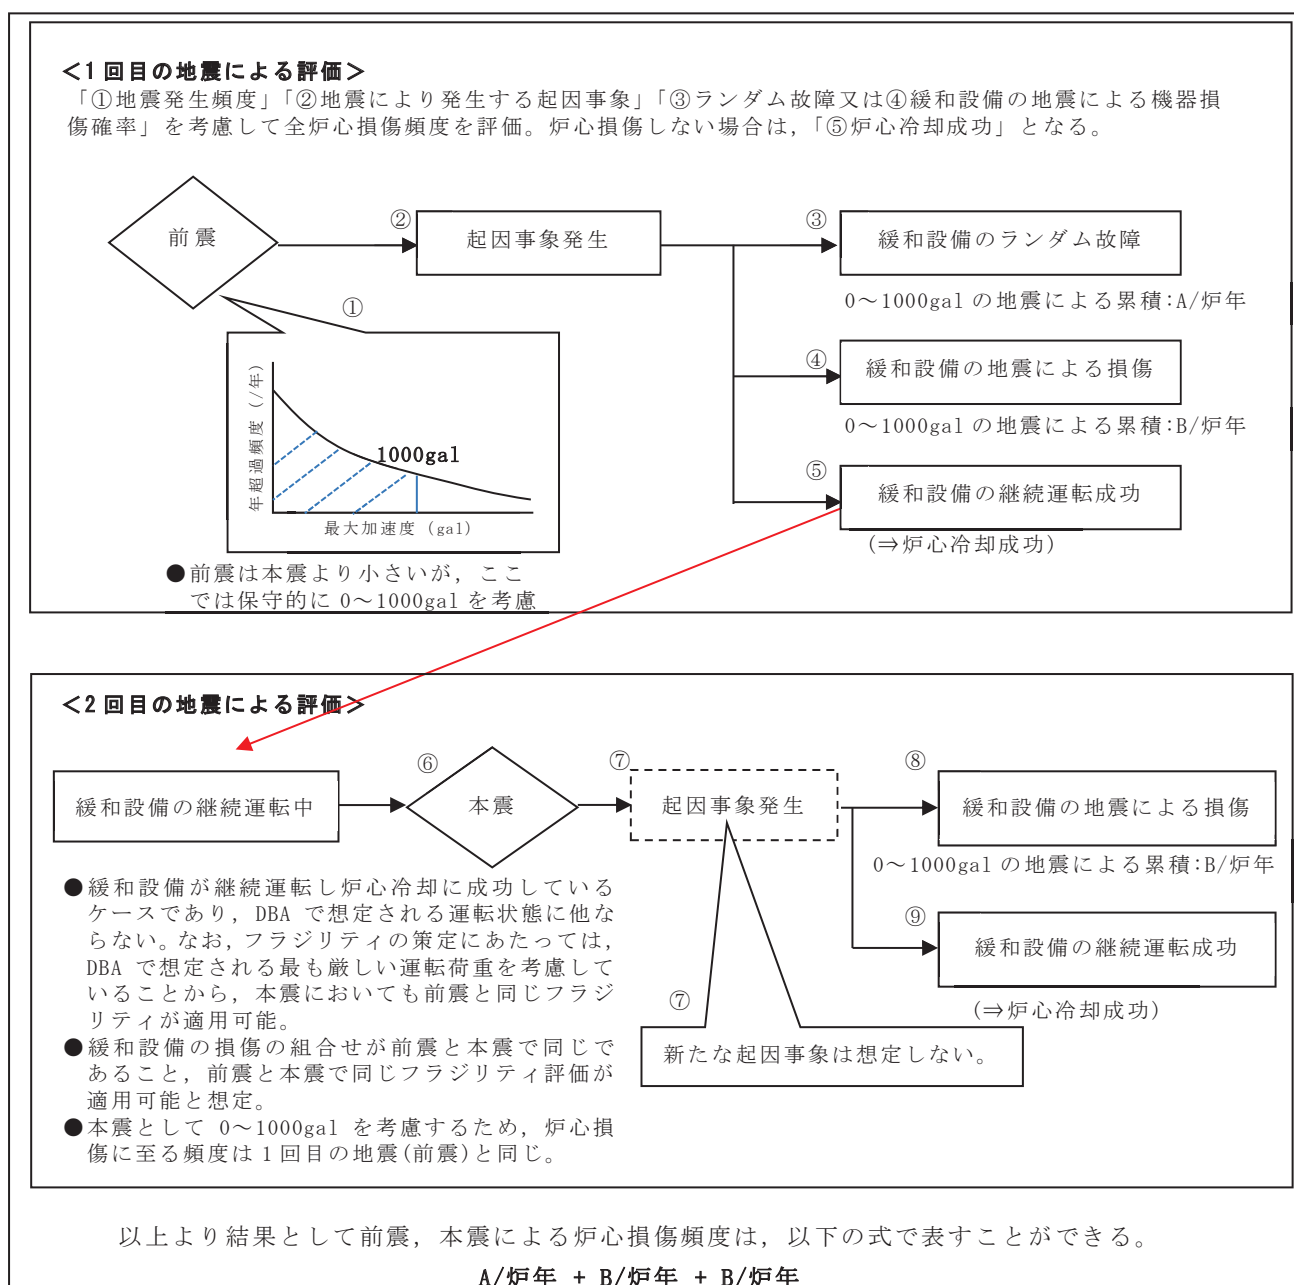 ＜1回目の地震による評価＞
「①地震発生頻度」「②地震により発生する起因事象」「③ランダム故障又は④緩和設備の地震による機器損
傷確率」を考慮して全炉心損傷頻度を評価。炉心損傷しない場合は，「⑤炉心冷却成功」となる。
前震
②
起因事象発生
③
緩和設備のランダム故障
0～1000gal の地震による累積:A/炉年
①
④
緩和設備の地震による損傷
0～1000gal の地震による累積:B/炉年
年超過頻度 (/年)
1000gal
最大加速度 (gal)
⑤
緩和設備の継続運転成功
(⇒炉心冷却成功)
●前震は本震より小さいが，ここ
では保守的に 0～1000gal を考慮
＜2回目の地震による評価＞
緩和設備の継続運転中
⑥
本震
⑦
起因事象発生
⑧
緩和設備の地震による損傷
0～1000gal の地震による累積:B/炉年
⑨
緩和設備の継続運転成功
(⇒炉心冷却成功)
⑦
新たな起因事象は想定しない。
●緩和設備が継続運転し炉心冷却に成功している
ケースであり，DBA で想定される運転状態に他な
らない。なお，フラジリティの策定にあたっては，
DBA で想定される最も厳しい運転荷重を考慮して
いることから，本震においても前震と同じフラジ
リティが適用可能。
●緩和設備の損傷の組合せが前震と本震で同じで
あること，前震と本震で同じフラジリティ評価が
適用可能と想定。
●本震として 0～1000gal を考慮するため，炉心損
傷に至る頻度は1回目の地震(前震)と同じ。
以上より結果として前震，本震による炉心損傷頻度は，以下の式で表すことができる。
A/炉年 + B/炉年 + B/炉年